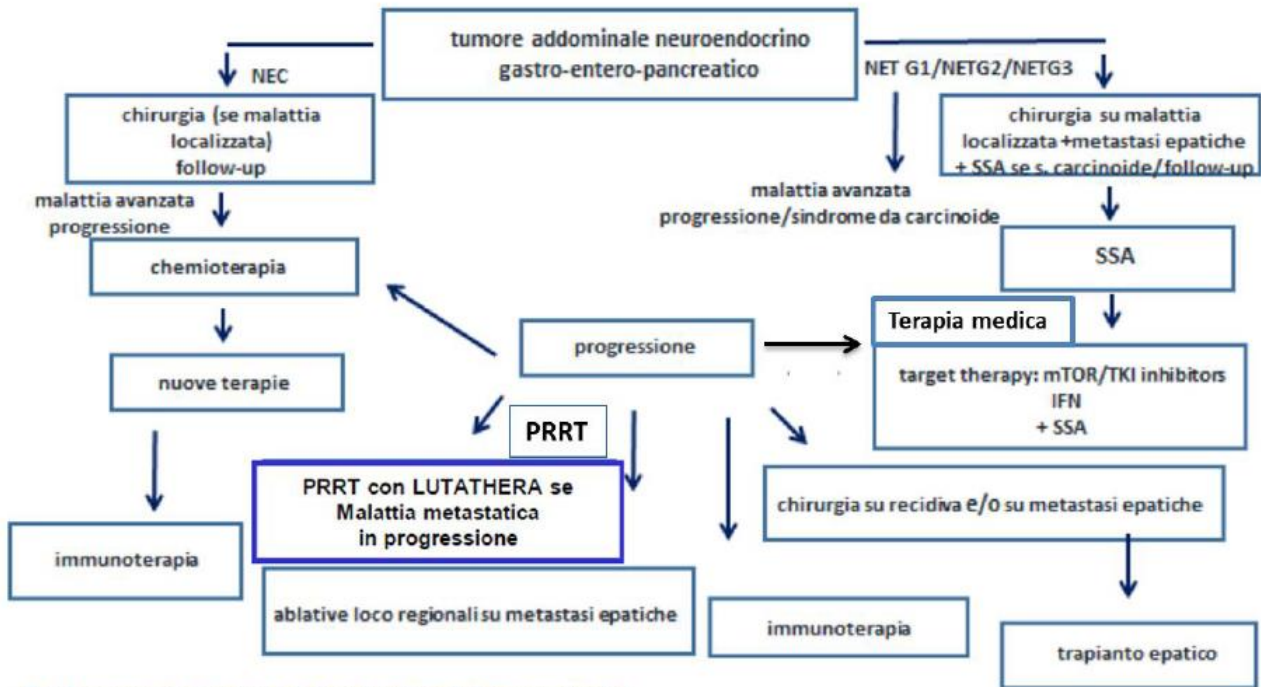 tumore addominale neuroendocrino
gastro-entero-pancreatico
NEC
NET G1/NETG2/NETG3
chirurgia (se malattia
localizzata)
follow-up
chirurgia su malattia
localizzata +metastasi epatiche
+ SSA se s. carcinoide/follow-up
malattia avanzata
progressione
malattia avanzata
progressione/sindrome da carcinoide
chemioterapia
SSA
progressione
Terapia medica
nuove terapie
target therapy: mTOR/TKI inhibitors
IFN
+ SSA
PRRT
PRRT con LUTATHERA se
Malattia metastatica
in progressione
chirurgia su recidiva e/o su metastasi epatiche
immunoterapia
ablative loco regionali su metastasi epatiche
immunoterapia
trapianto epatico